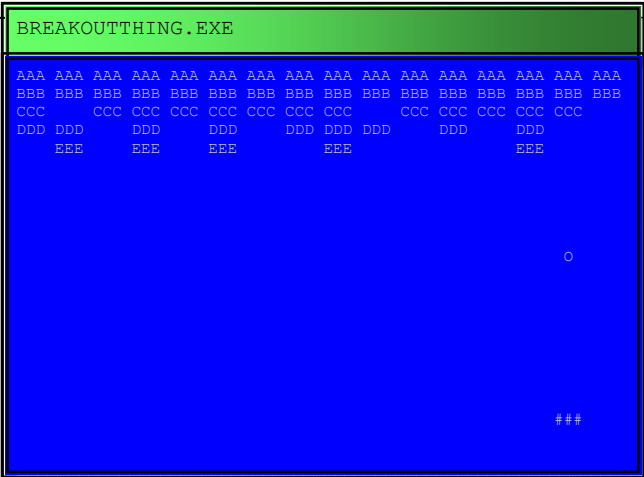 BREAKOUTTHING.EXE
AAA AAA AAA AAA AAA AAA AAA AAA AAA AAA AAA AAA AAA AAA AAA AAA
BBB BBB BBB BBB BBB BBB BBB BBB BBB BBB BBB BBB BBB BBB BBB BBB
CCC     CCC CCC CCC CCC CCC CCC CCC     CCC CCC CCC CCC CCC
DDD DDD     DDD     DDD     DDD DDD DDD     DDD     DDD
    EEE     EEE     EEE         EEE                 EEE
O
###